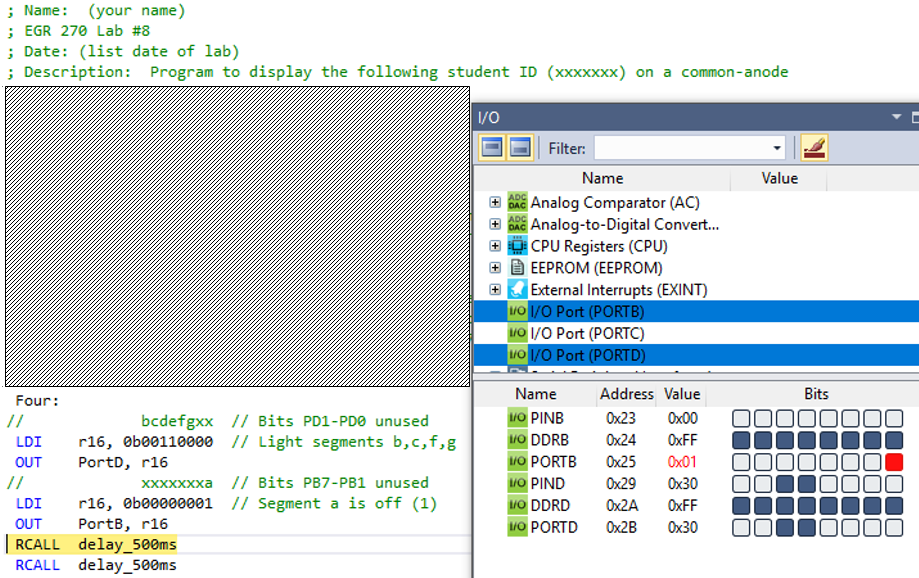 ; Name:  (your name)
; EGR 270 Lab #8
; Date: (list date of lab)
; Description:  Program to display the following student ID (xxxxxxx) on a common-anode
I/O
Filter:
Name Value
ADC DAC Analog Comparator (AC)
ADC DAC Analog-to-Digital Convert...
CPU Registers (CPU)
EEPROM (EEPROM)
External Interrupts (EXINT)
I/O I/O Port (PORTB)
I/O I/O Port (PORTC)
I/O I/O Port (PORTD)
Name Address Value Bits
I/O PINB 0x23 0x00
I/O DDRB 0x24 0xFF
I/O PORTB 0x25 0x01
I/O PIND 0x29 0x30
I/O DDRD 0x2A 0xFF
I/O PORTD 0x2B 0x30
Four:
//             bcdefgxx  // Bits PD1-PD0 unused
LDI    r16, 0b00110000  // Light segments b,c,f,g
OUT    PortD, r16
//             xxxxxxxa  // Bits PB7-PB1 unused
LDI    r16, 0b00000001  // Segment a is off (1)
OUT    PortB, r16
RCALL  delay_500ms
RCALL  delay_500ms